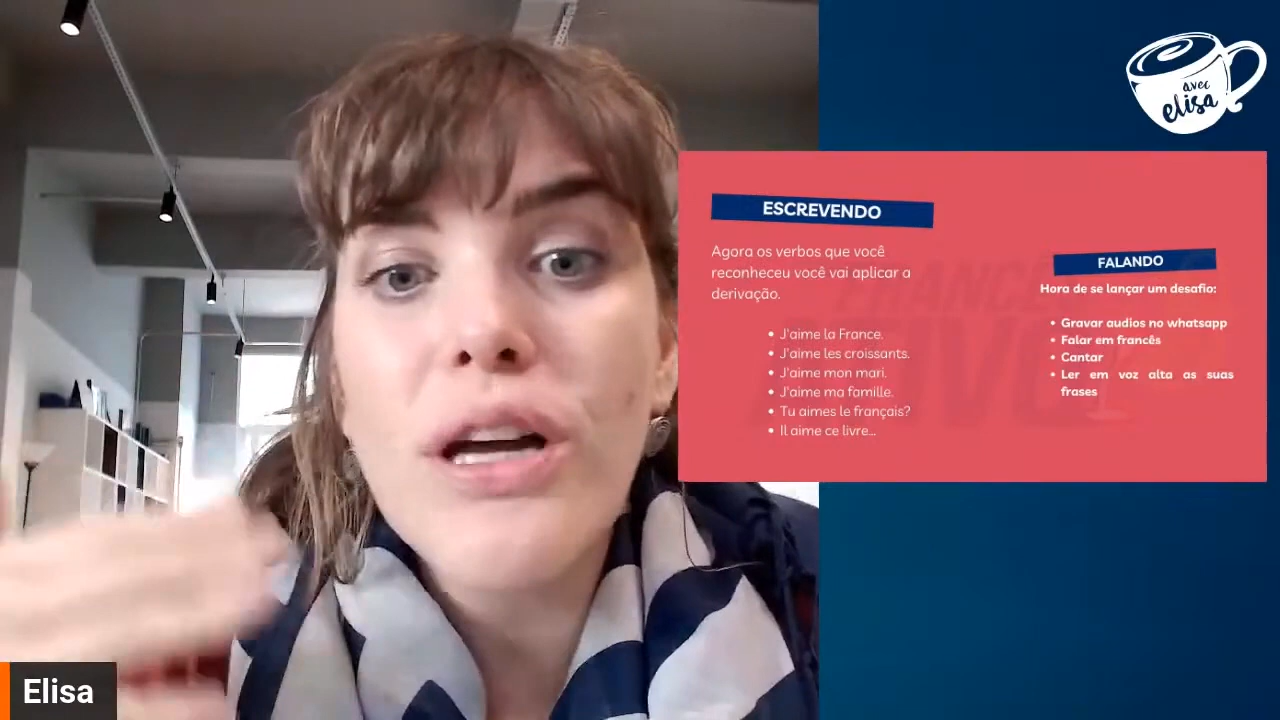 avec
elisa
ESCREVENDO
Agora os verbos que você
reconheceu você vai aplicar a
derivação.
• J'aime la France.
• J'aime les croissants.
• J'aime mon mari.
• J'aime ma famille.
• Tu aimes le français?
• Il aime ce livre...
FALANDO
Hora de se lançar um desafio:
• Gravar audios no whatsapp
• Falar em francês
• Cantar
• Ler em voz alta as suas
frases
Elisa